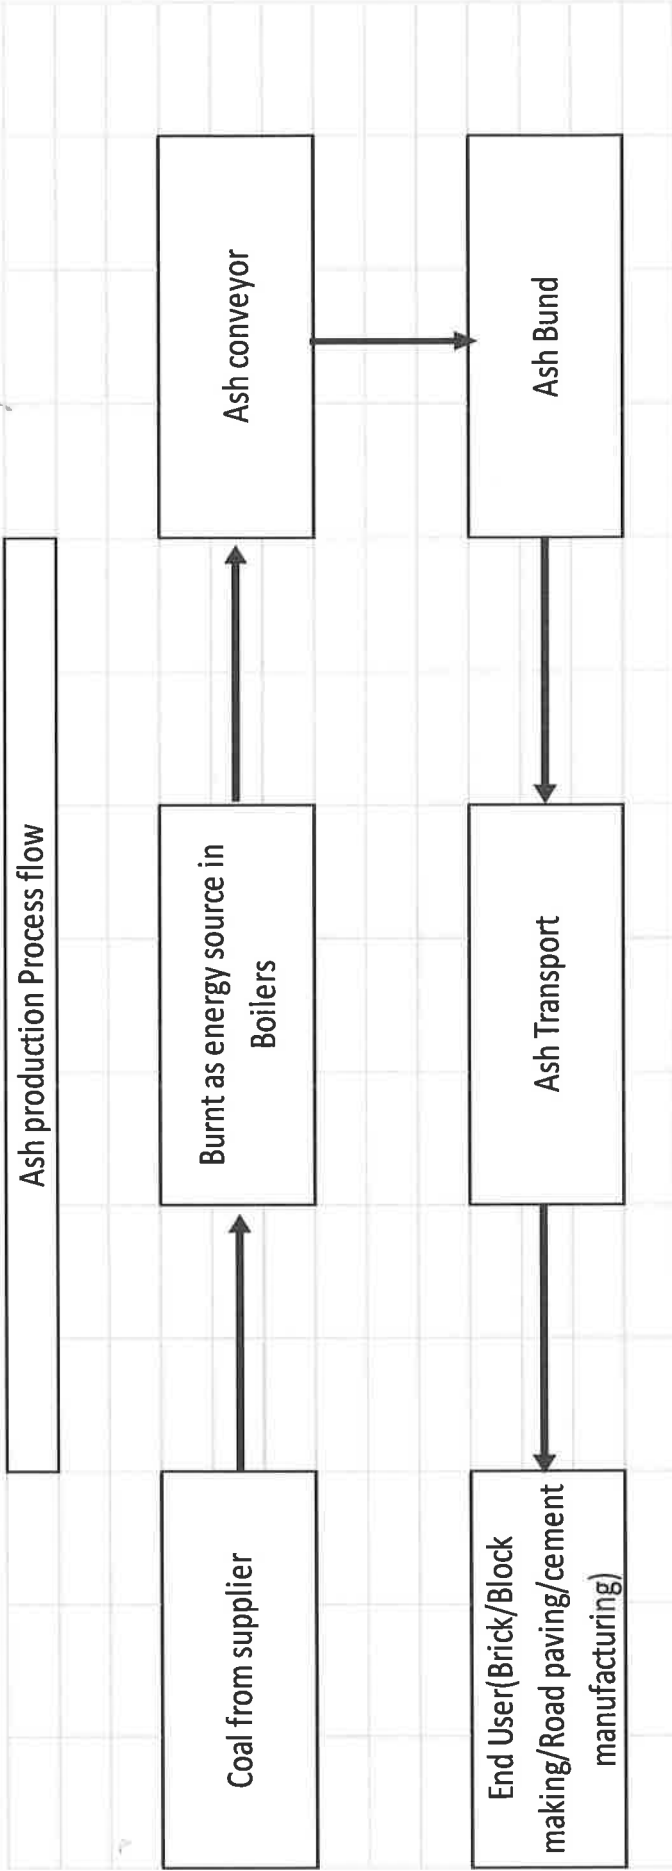 Ash production Process flow
Coal from supplier
Burnt as energy source in
Boilers
Ash conveyor
Ash Bund
Ash Transport
End User(Brick/Block
making/Road paving/cement
manufacturing)